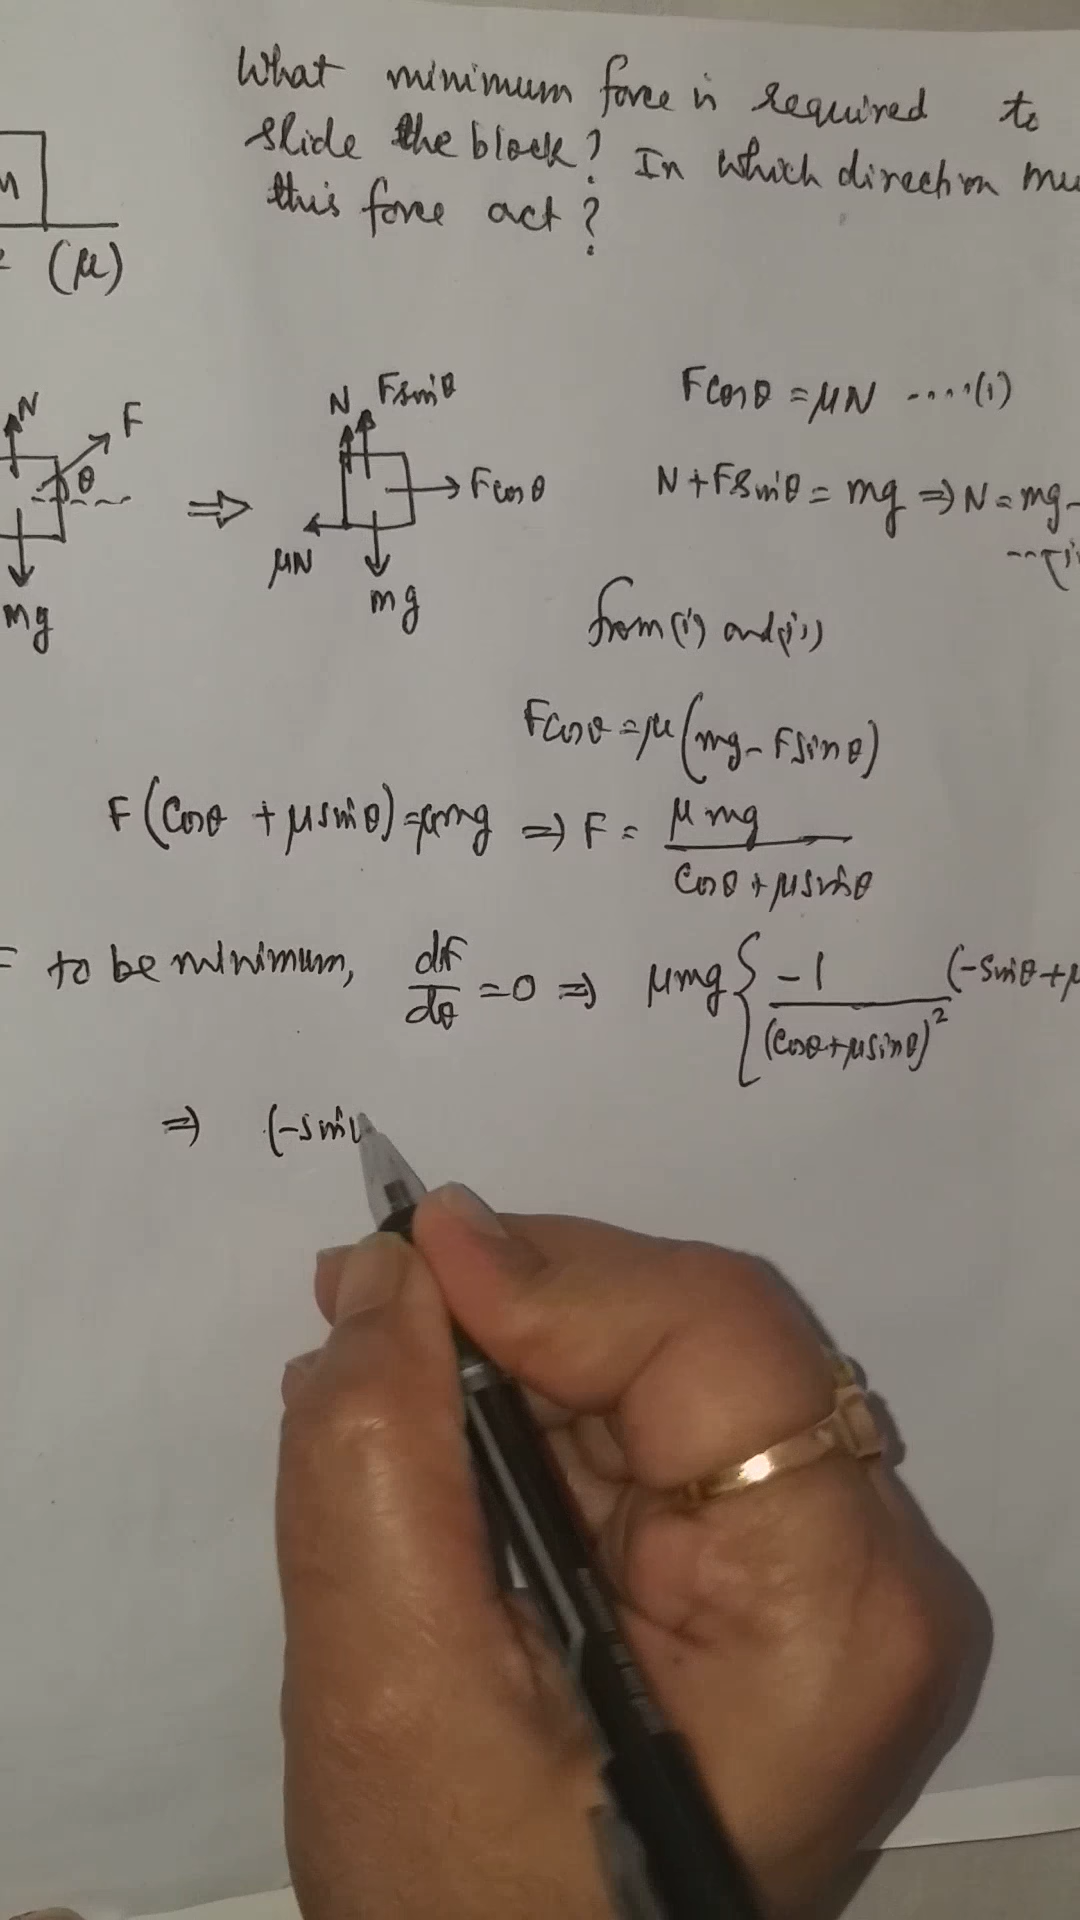 What minimum force is required to
slide the block? In which direction
this force act?
(μ)
N
F
θ
mg
⇒
N Fsinθ
Fcosθ
μN
mg
Fcosθ = μN ....(i)
N + Fsinθ = mg ⇒ N = mg -
from (i) and (ii)
Fcosθ = μ(mg - Fsinθ)
F(cosθ + μsinθ) = μmg ⇒ F = μmg / cosθ + μsinθ
to be minimum, dF/dθ = 0 ⇒ μmg { -1 / (cosθ + μsinθ)² (-sinθ + μ
⇒ (-sin